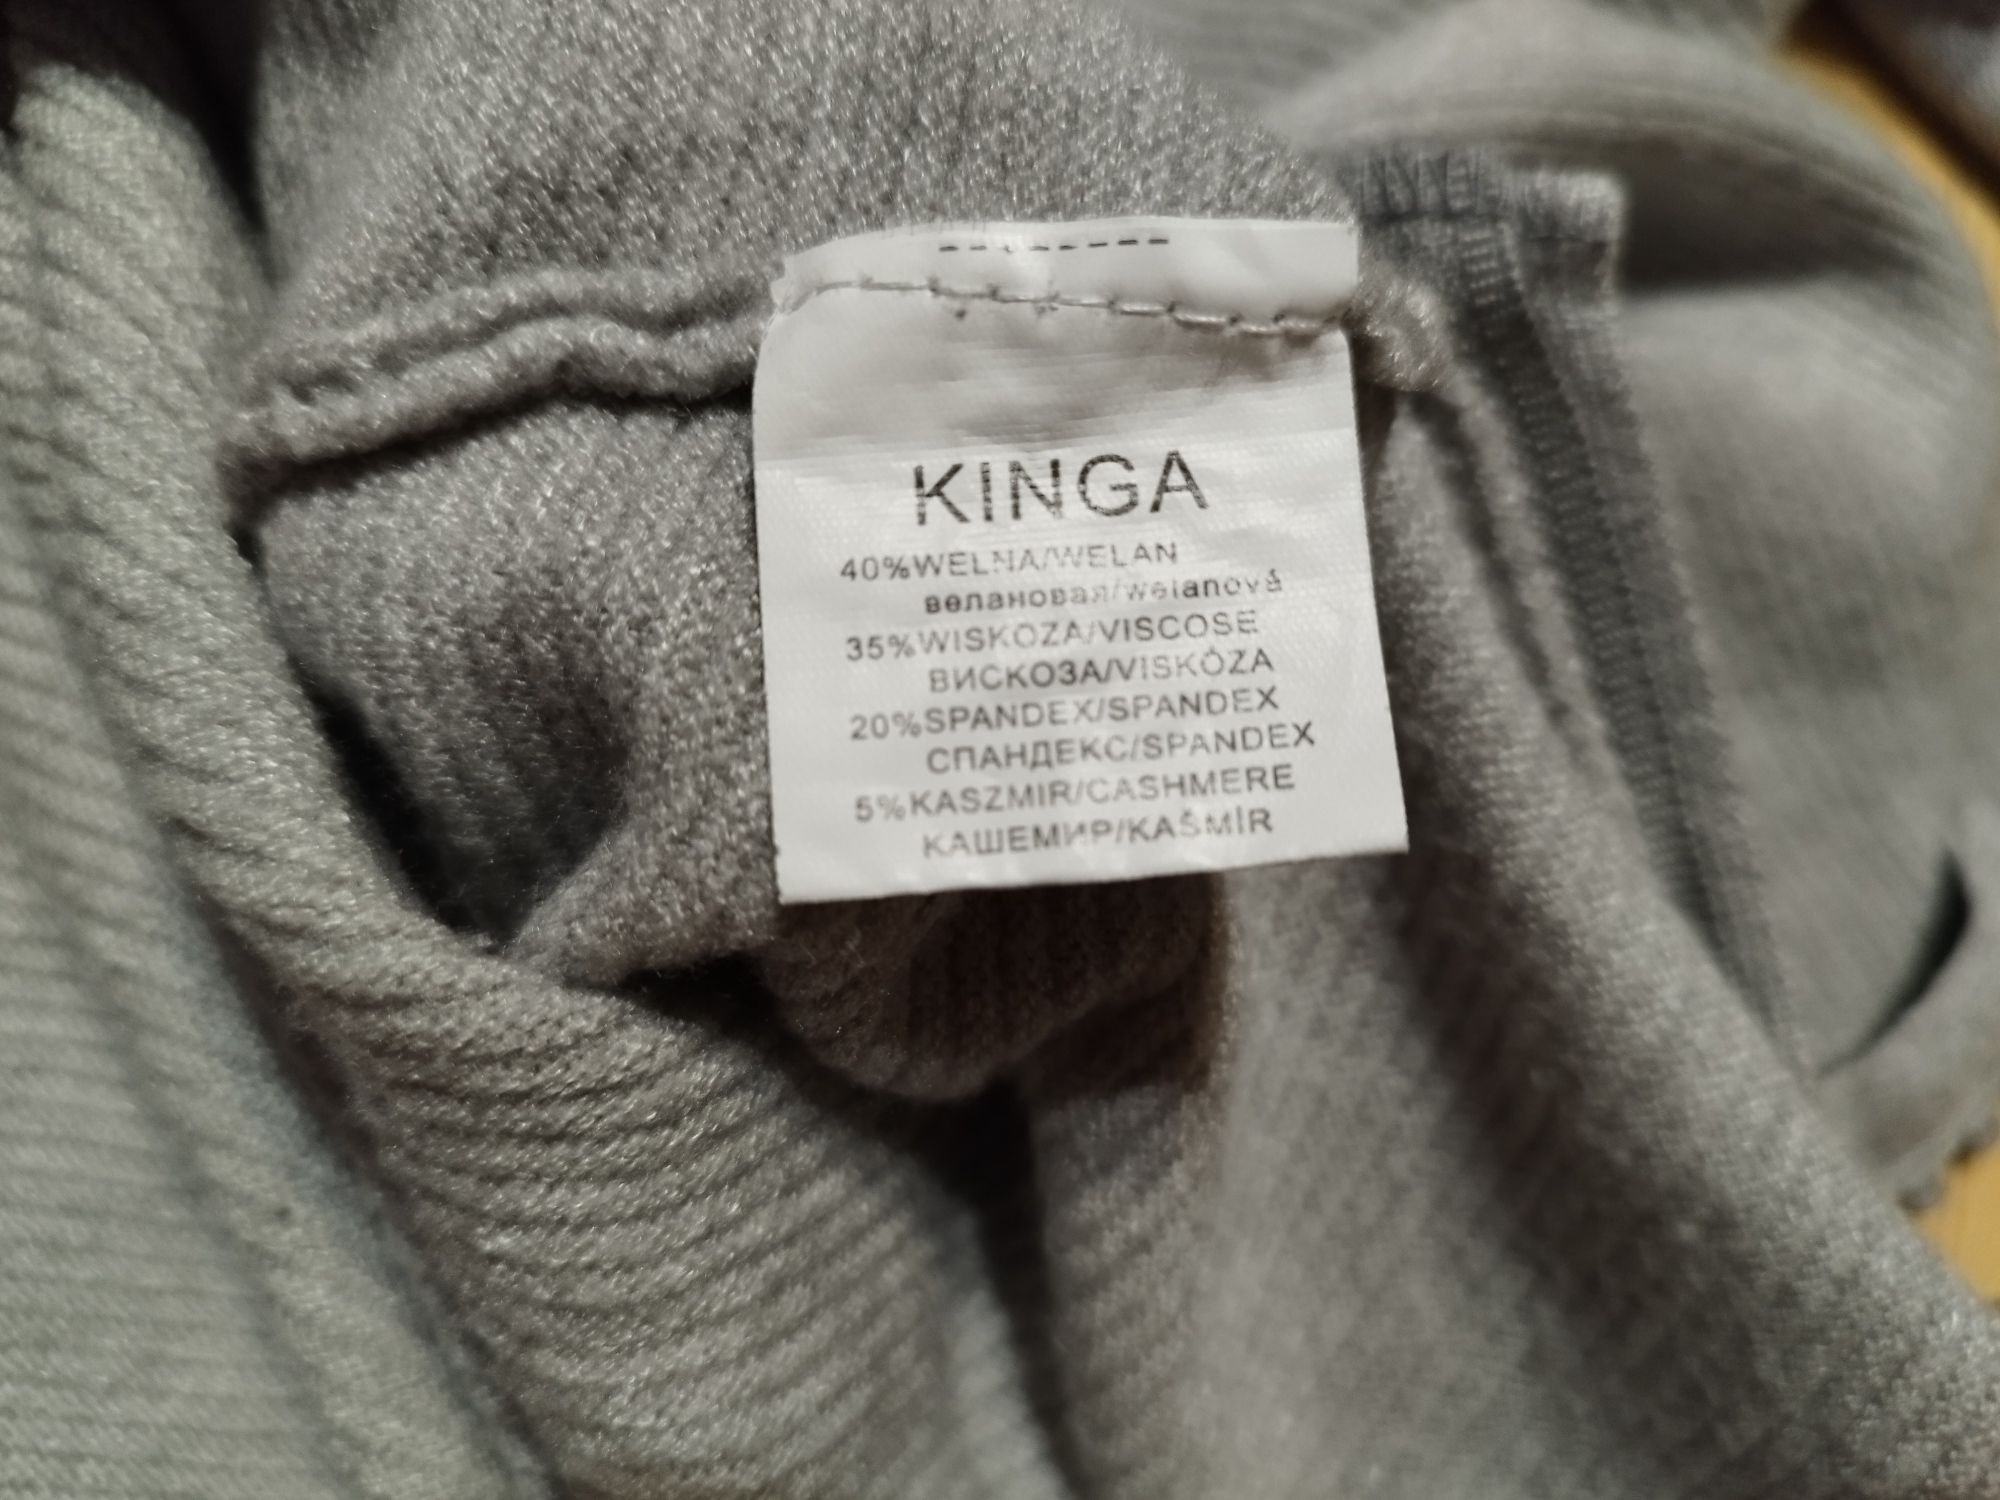 KINGA
40%WELNA/WELAN
велановая/welanová
35%WISKOZA/VISCOSE
ВИСКОЗА/VISKÓZA
20%SPANDEX/SPANDEX
СПАНДЕКС/SPANDEX
5%KASZMIR/CASHMERE
КАШЕМИР/KAŠMÍR